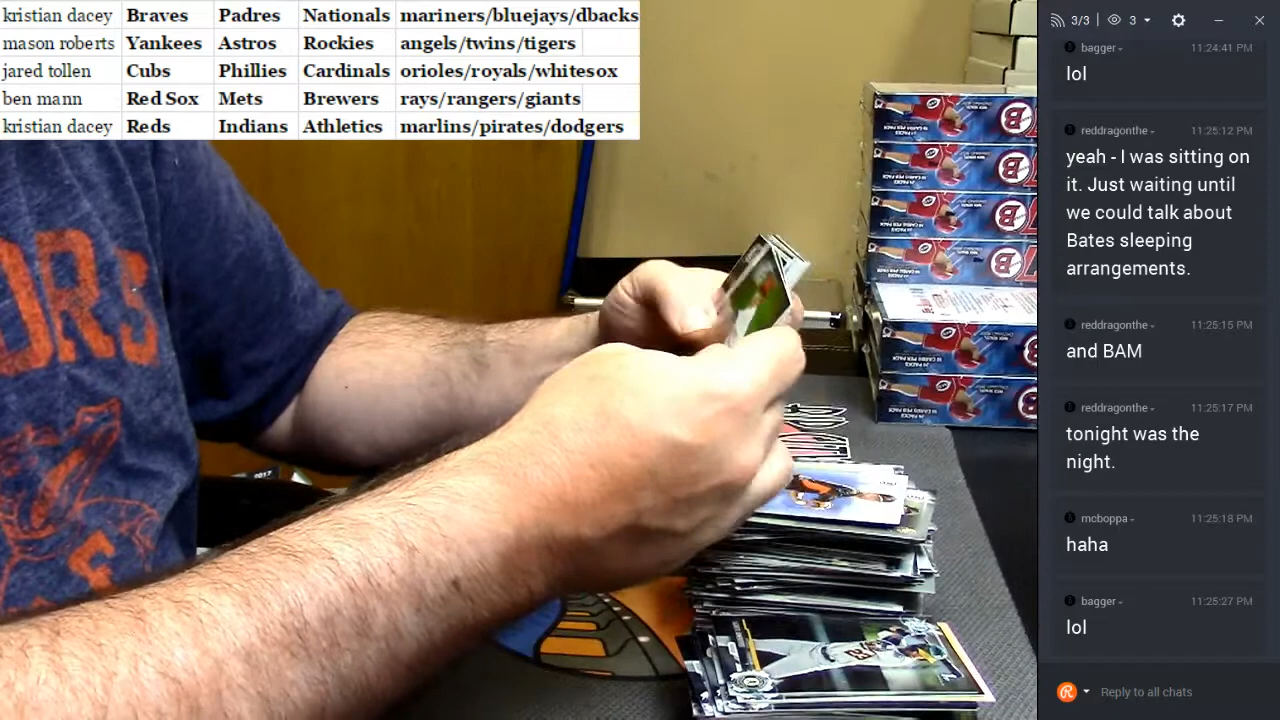 kristian dacey Braves Padres Nationals mariners/bluejays/dbacks
mason roberts Yankees Astros Rockies angels/twins/tigers
jared tollen Cubs Phillies Cardinals orioles/royals/whitesox
ben mann Red Sox Mets Brewers rays/rangers/giants
kristian dacey Reds Indians Athletics marlins/pirates/dodgers
3/3 3
bagger 11:24:41 PM
lol
reddragonthe 11:25:12 PM
yeah - I was sitting on
it. Just waiting until
we could talk about
Bates sleeping
arrangements.
reddragonthe 11:25:15 PM
and BAM
reddragonthe 11:25:17 PM
tonight was the
night.
mcboppa 11:25:18 PM
haha
bagger 11:25:27 PM
lol
Reply to all chats
ORS
2017
B
B
B